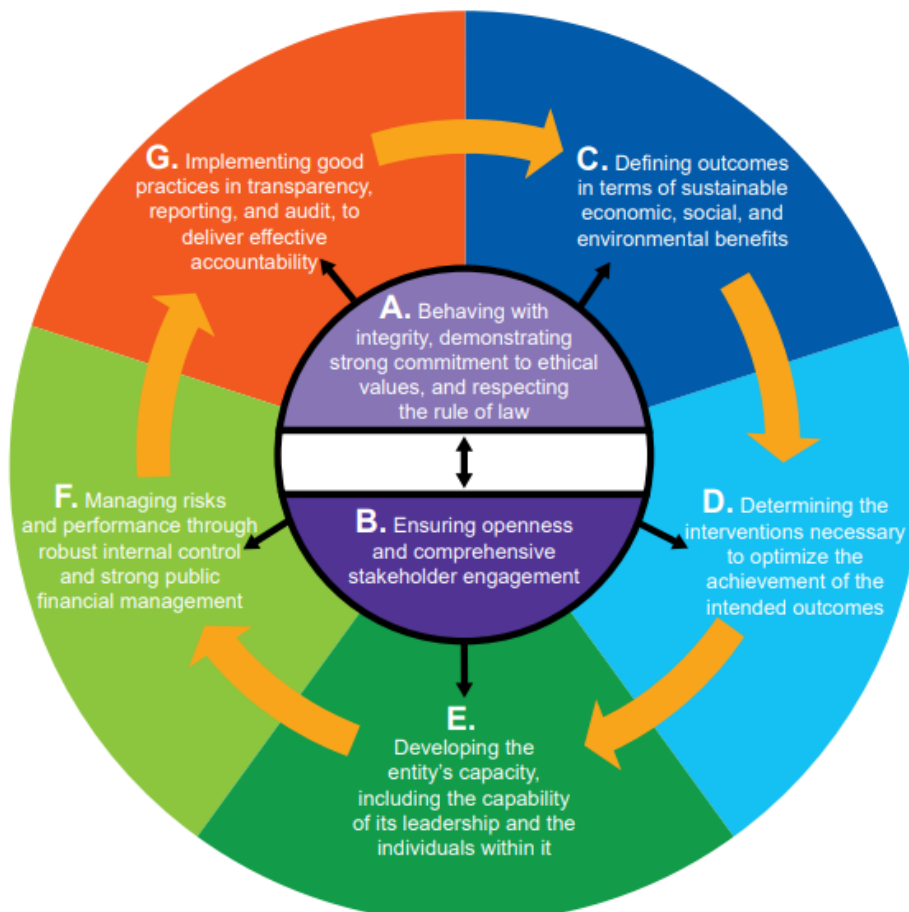 G. Implementing good
practices in transparency,
reporting, and audit, to
deliver effective
accountability
C. Defining outcomes
in terms of sustainable
economic, social, and
environmental benefits
A. Behaving with
integrity, demonstrating
strong commitment to ethical
values, and respecting
the rule of law
F. Managing risks
and performance through
robust internal control
and strong public
financial management
B. Ensuring openness
and comprehensive
stakeholder engagement
D. Determining the
interventions necessary
to optimize the
achievement of the
intended outcomes
E.
Developing the
entity's capacity,
including the capability
of its leadership and the
individuals within it